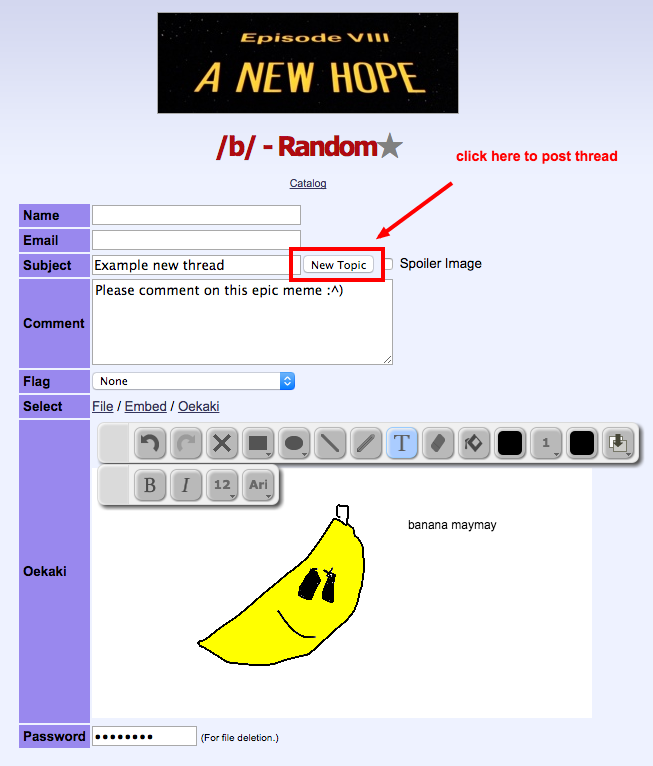 Episode VIII
A NEW HOPE
/b/ - Random★
click here to post thread
Catalog
Name
Email
Subject Example new thread New Topic Spoiler Image
Comment Please comment on this epic meme :^)
Flag None
Select File / Embed / Oekaki
T 1
B I 12 Ari
banana maymay
Oekaki
Password •••••••• (For file deletion.)